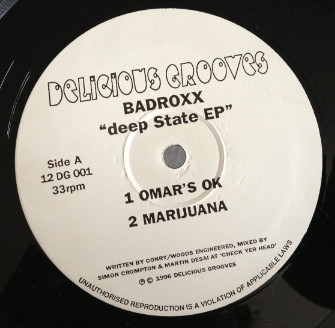 DELICIOUS GROOVES
BADROXX
"deep State EP"
Side A
12 DG 001
33rpm
1 OMAR'S OK
2 MARIJUANA
WRITTEN BY CONRY/WOODS ENGINEERED, MIXED BY
SIMON CROMPTON & MARTIN DESAI AT 'CHECK YER HEAD'
℗ © 1996 DELICIOUS GROOVES
UNAUTHORISED REPRODUCTION IS A VIOLATION OF APPLICABLE LAWS